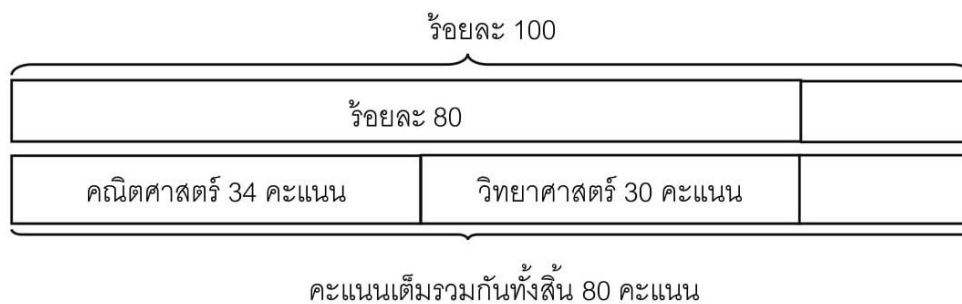 ร้อยละ 100
ร้อยละ 80
คณิตศาสตร์ 34 คะแนน วิทยาศาสตร์ 30 คะแนน
คะแนนเต็มรวมกันทั้งสิ้น 80 คะแนน